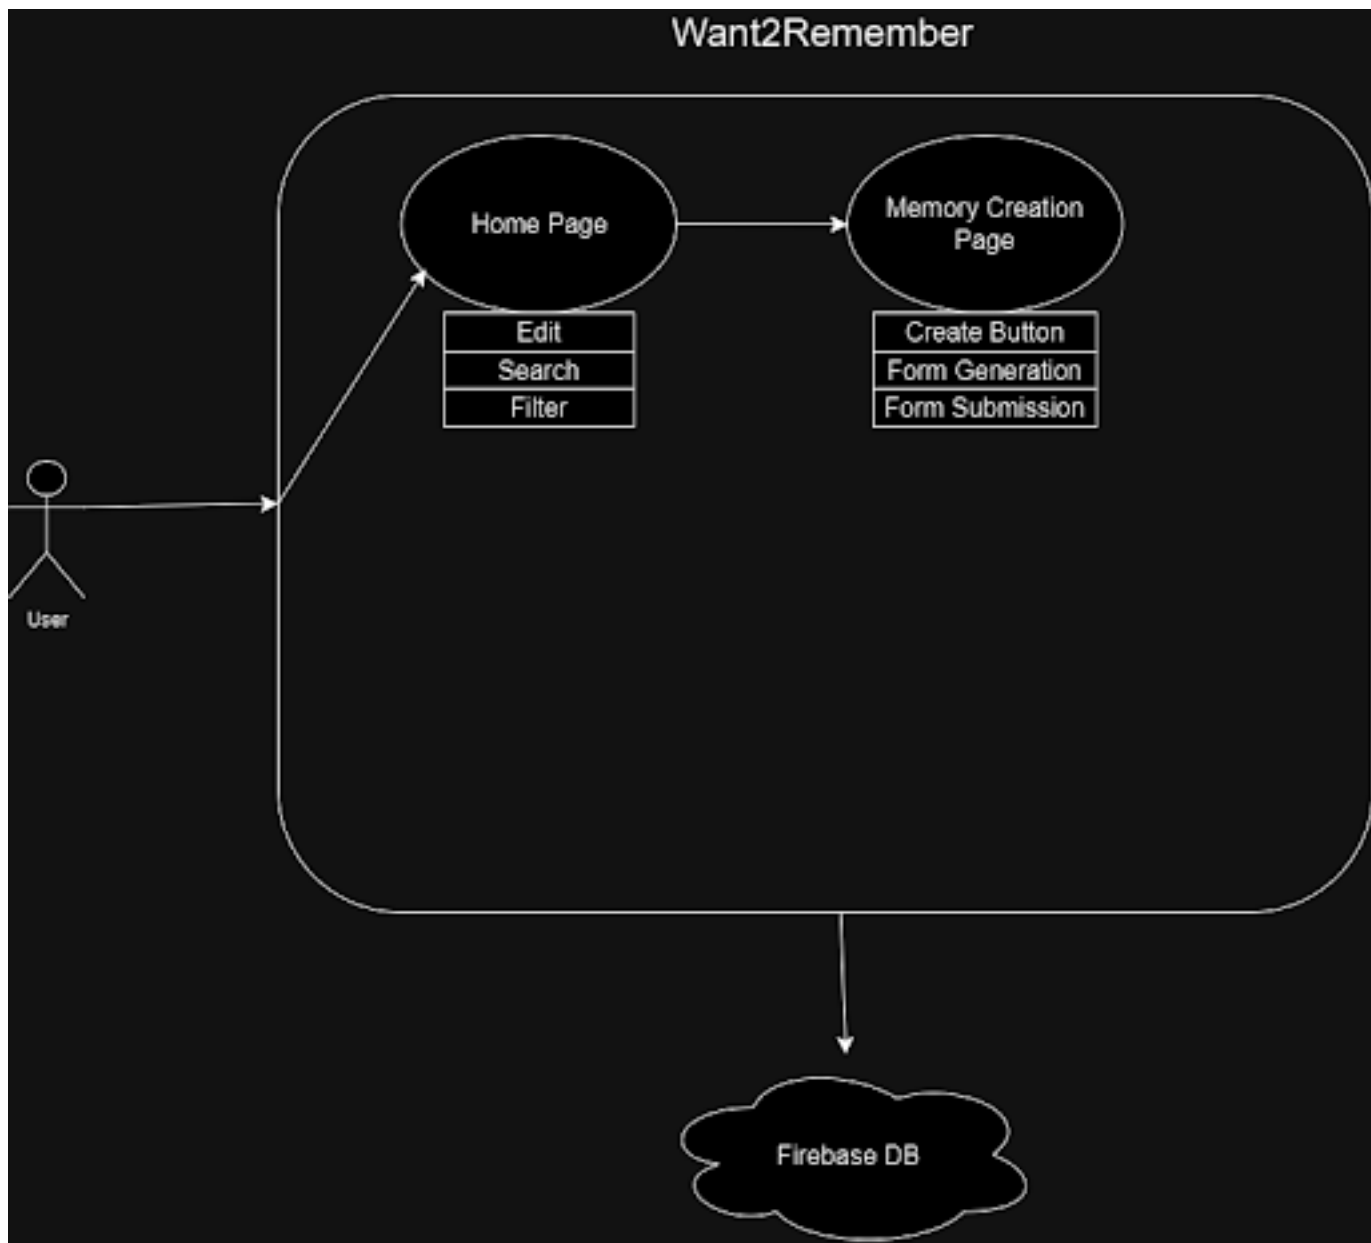 Want2Remember
Home Page
Memory Creation
Page
Edit
Search
Filter
Create Button
Form Generation
Form Submission
User
Firebase DB